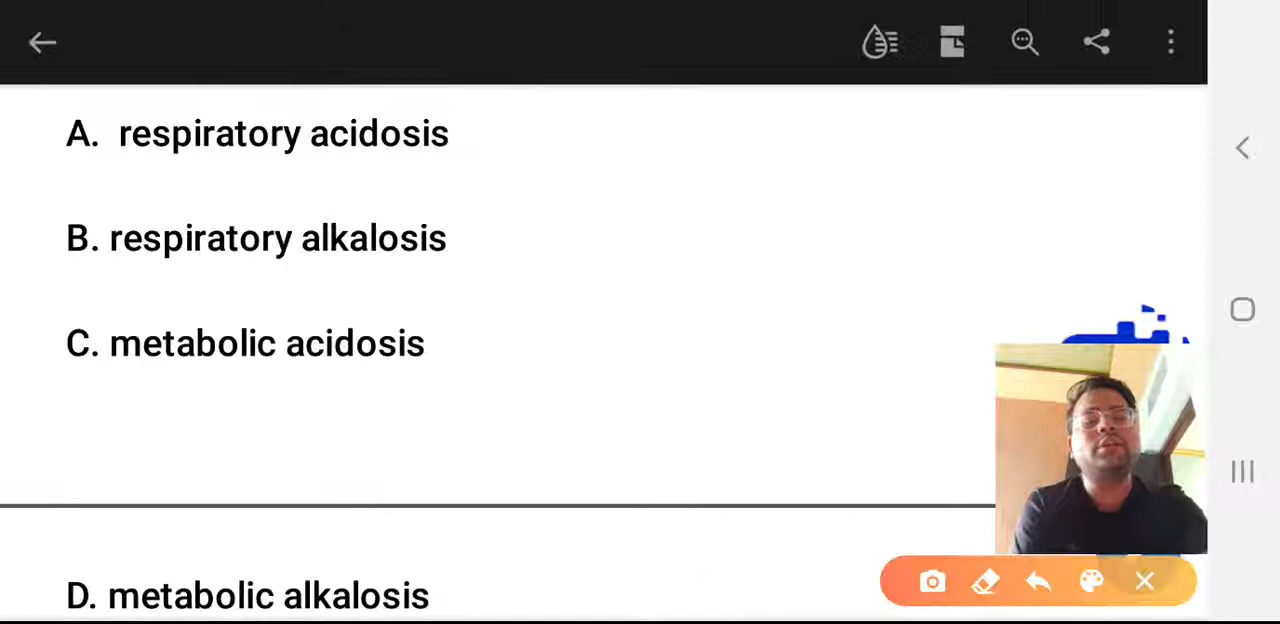 A. respiratory acidosis
B. respiratory alkalosis
C. metabolic acidosis
D. metabolic alkalosis